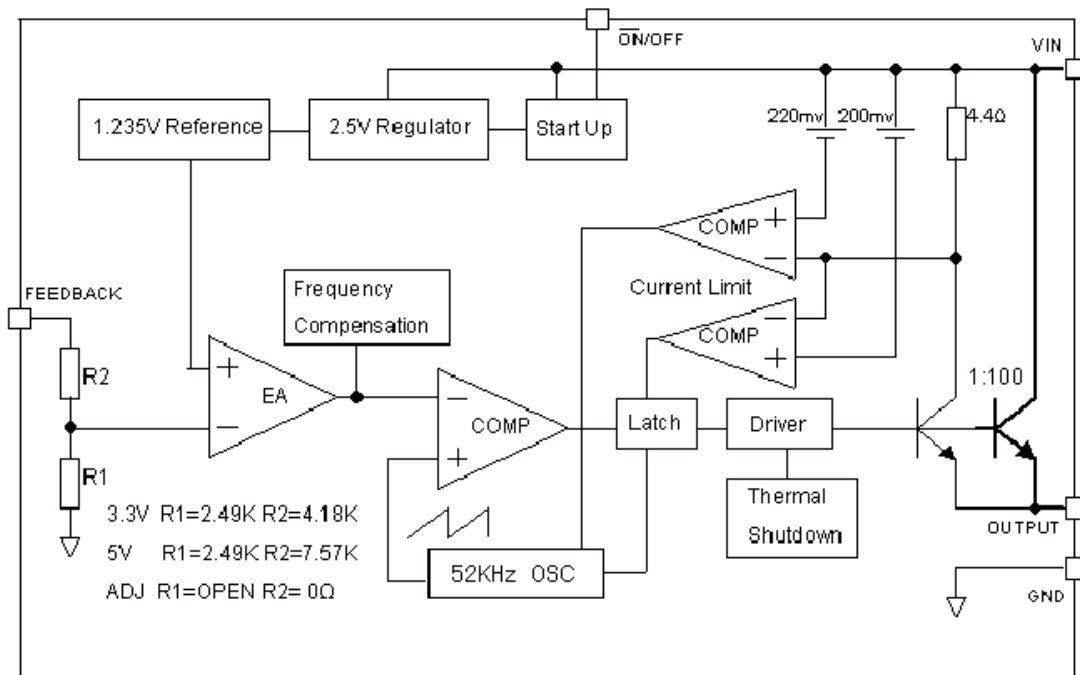 ON/OFF
VIN
1.235V Reference
2.5V Regulator
Start Up
220mv
200mv
4.4Ω
COMP
+
−
FEEDBACK
Frequency
Compensation
Current Limit
−
COMP
+
R2
+
EA
−
−
COMP
+
1:100
Latch
Driver
R1
Thermal
Shutdown
3.3V R1=2.49K R2=4.18K
5V R1=2.49K R2=7.57K
ADJ R1=OPEN R2= 0Ω
52KHz OSC
OUTPUT
GND